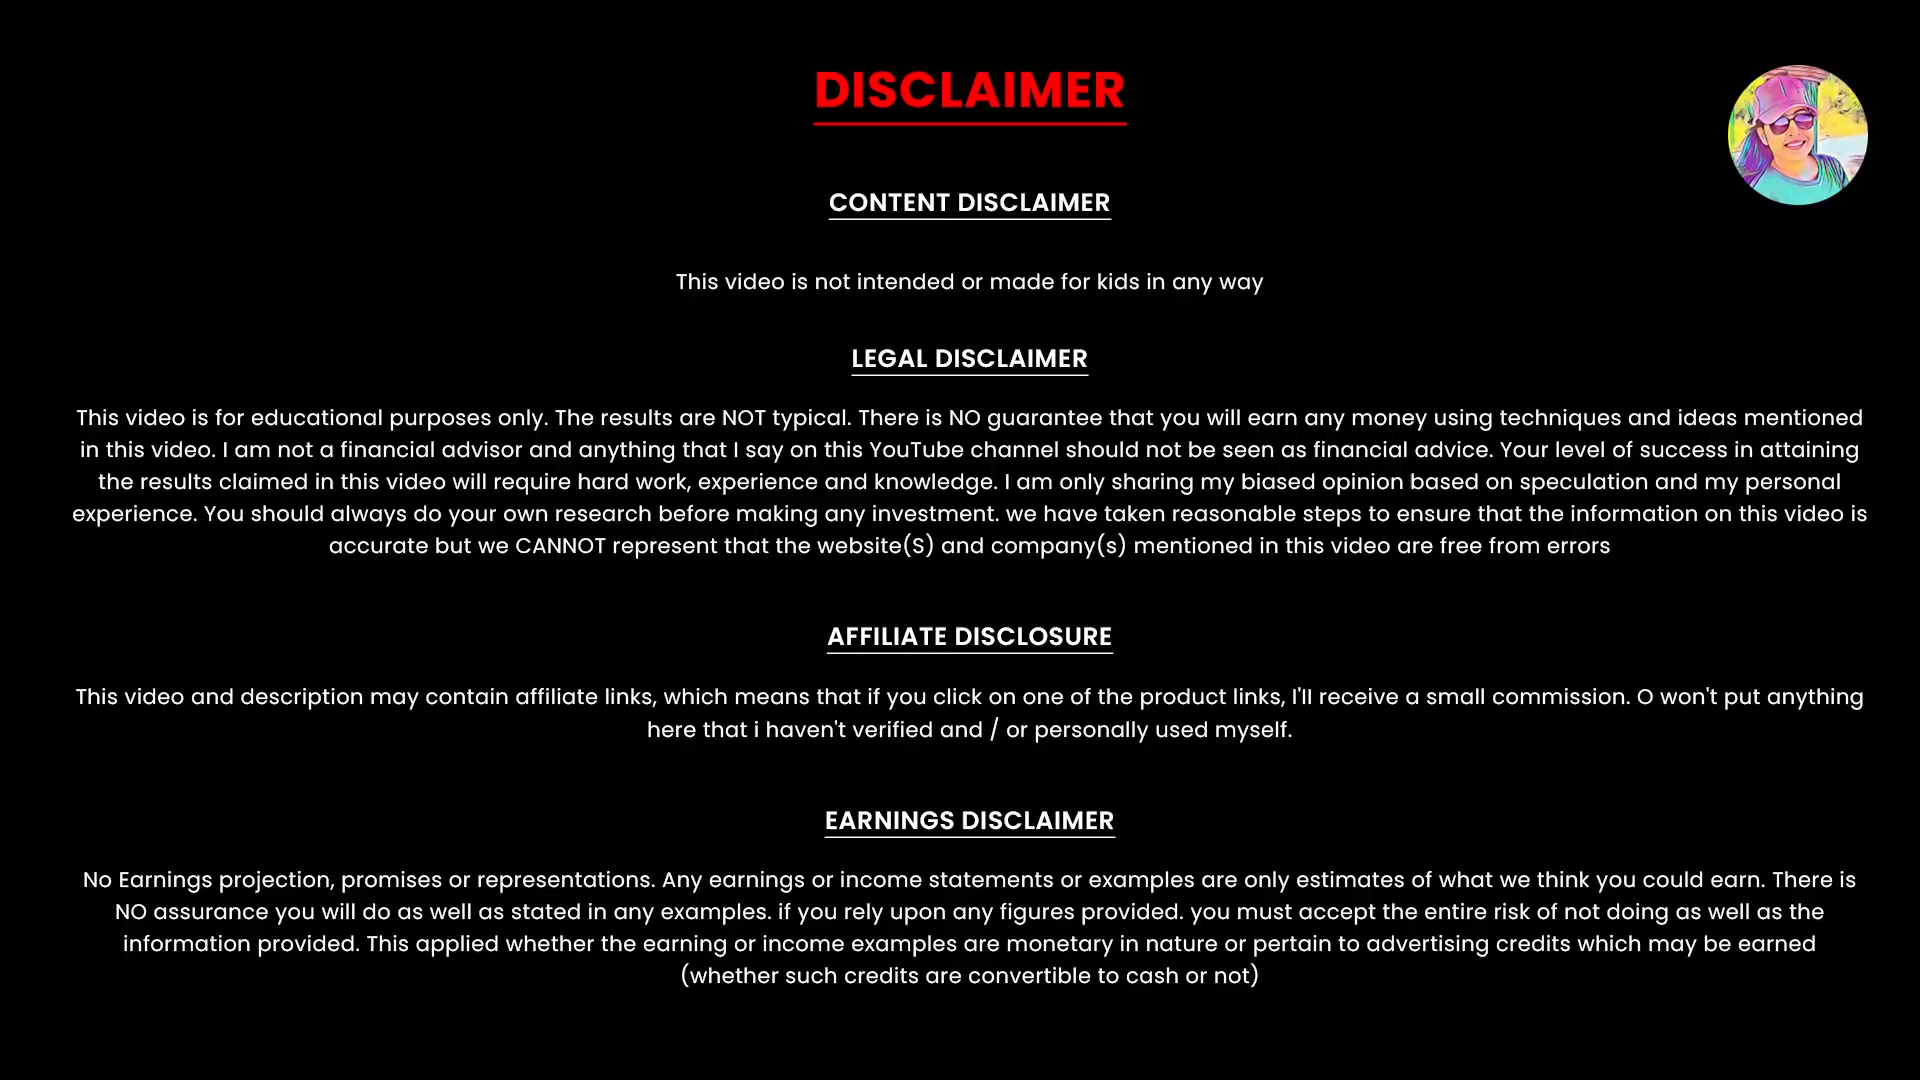 DISCLAIMER
CONTENT DISCLAIMER
This video is not intended or made for kids in any way
LEGAL DISCLAIMER
This video is for educational purposes only. The results are NOT typical. There is NO guarantee that you will earn any money using techniques and ideas mentioned
in this video. I am not a financial advisor and anything that I say on this YouTube channel should not be seen as financial advice. Your level of success in attaining
the results claimed in this video will require hard work, experience and knowledge. I am only sharing my biased opinion based on speculation and my personal
experience. You should always do your own research before making any investment. we have taken reasonable steps to ensure that the information on this video is
accurate but we CANNOT represent that the website(S) and company(s) mentioned in this video are free from errors
AFFILIATE DISCLOSURE
This video and description may contain affiliate links, which means that if you click on one of the product links, I'II receive a small commission. O won't put anything
here that i haven't verified and / or personally used myself.
EARNINGS DISCLAIMER
No Earnings projection, promises or representations. Any earnings or income statements or examples are only estimates of what we think you could earn. There is
NO assurance you will do as well as stated in any examples. if you rely upon any figures provided. you must accept the entire risk of not doing as well as the
information provided. This applied whether the earning or income examples are monetary in nature or pertain to advertising credits which may be earned
(whether such credits are convertible to cash or not)